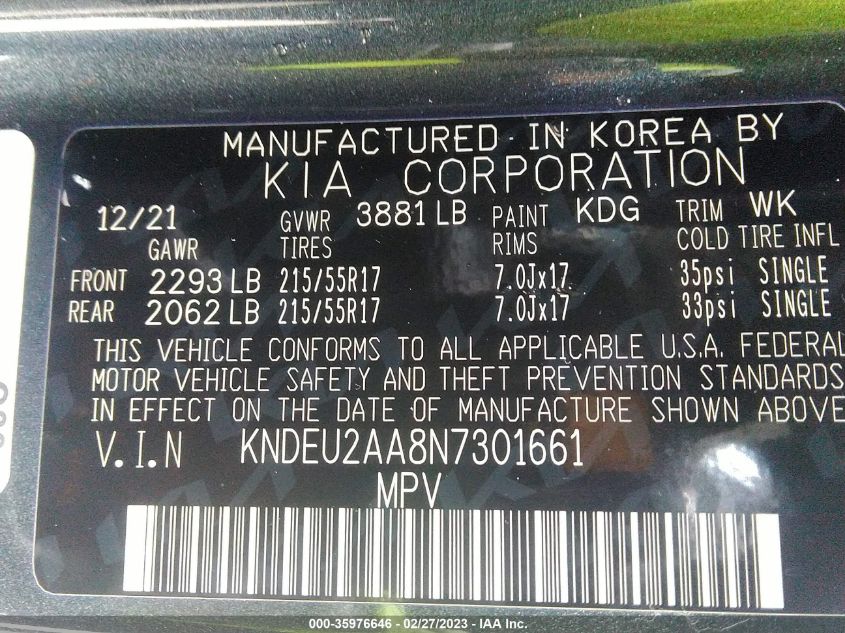 MANUFACTURED IN KOREA BY
KIA CORPORATION
12/21 GVWR 3881 LB PAINT KDG TRIM WK
GAWR TIRES RIMS COLD TIRE INFL
FRONT 2293 LB 215/55R17 7.0Jx17 35psi SINGLE
REAR 2062 LB 215/55R17 7.0Jx17 33psi SINGLE
THIS VEHICLE CONFORMS TO ALL APPLICABLE U.S.A. FEDERAL
MOTOR VEHICLE SAFETY AND THEFT PREVENTION STANDARDS
IN EFFECT ON THE DATE OF MANUFACTURE SHOWN ABOVE
V.I.N KNDEU2AA8N7301661
MPV
000-35976646 - 02/27/2023 - IAA Inc.